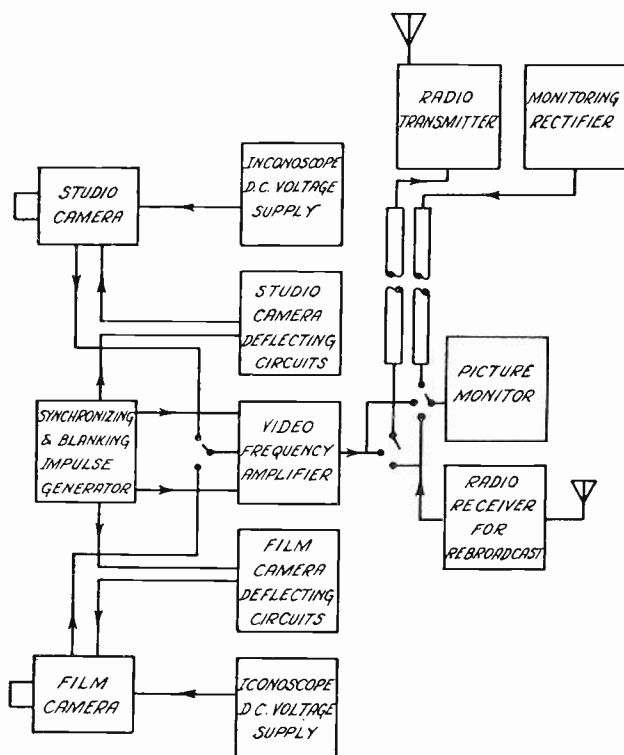 RADIO
TRANSMITTER
MONITORING
RECTIFIER
INCONOSCOPE
D.C. VOLTAGE
SUPPLY
STUDIO
CAMERA
STUDIO
CAMERA
DEFLECTING
CIRCUITS
PICTURE
MONITOR
SYNCHRONIZING
& BLANKING
IMPULSE
GENERATOR
VIDEO
FREQUENCY
AMPLIFIER
RADIO
RECEIVER
FOR
REBROADCAST
FILM
CAMERA
DEFLECTING
CIRCUITS
FILM
CAMERA
ICONOSCOPE
D.C. VOLTAGE
SUPPLY